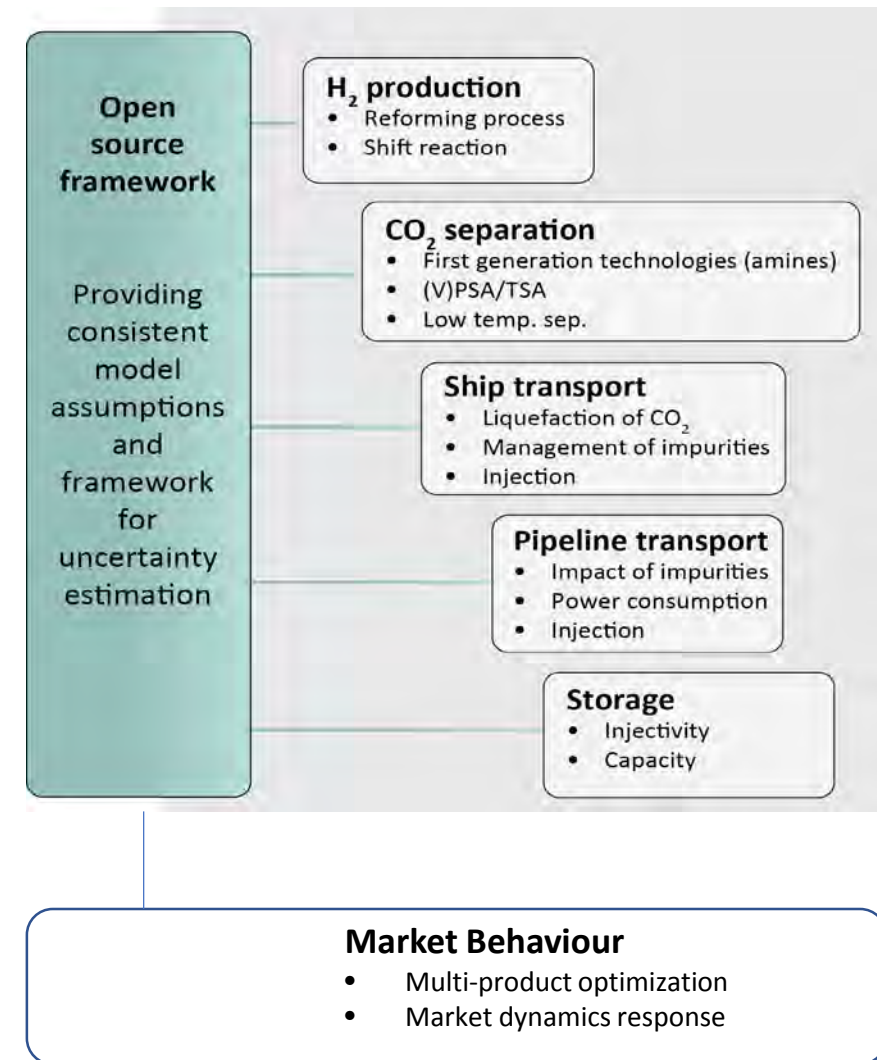 Open
source
framework
Providing
consistent
model
assumptions
and
framework
for
uncertainty
estimation
H₂ production
• Reforming process
• Shift reaction
CO₂ separation
• First generation technologies (amines)
• (V)PSA/TSA
• Low temp. sep.
Ship transport
• Liquefaction of CO₂
• Management of impurities
• Injection
Pipeline transport
• Impact of impurities
• Power consumption
• Injection
Storage
• Injectivity
• Capacity
Market Behaviour
• Multi-product optimization
• Market dynamics response